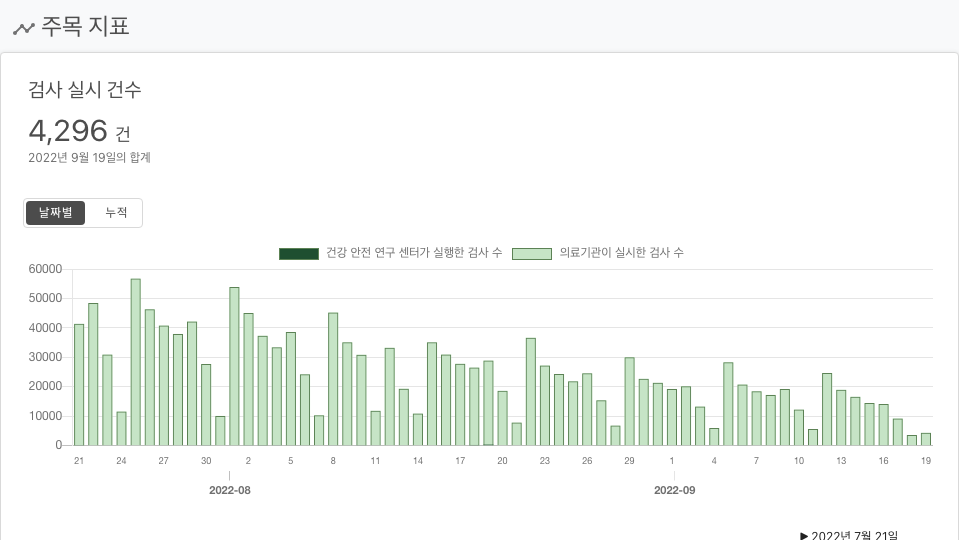 주목 지표
검사 실시 건수
4,296 건
2022년 9월 19일의 합계
날짜별 누적
건강 안전 연구 센터가 실행한 검사 수 의료기관이 실시한 검사 수
60000
50000
40000
30000
20000
10000
0
21 24 27 30 2 5 8 11 14 17 20 23 26 29 1 4 7 10 13 16 19
2022-08 2022-09
▶ 2022년 7월 21일